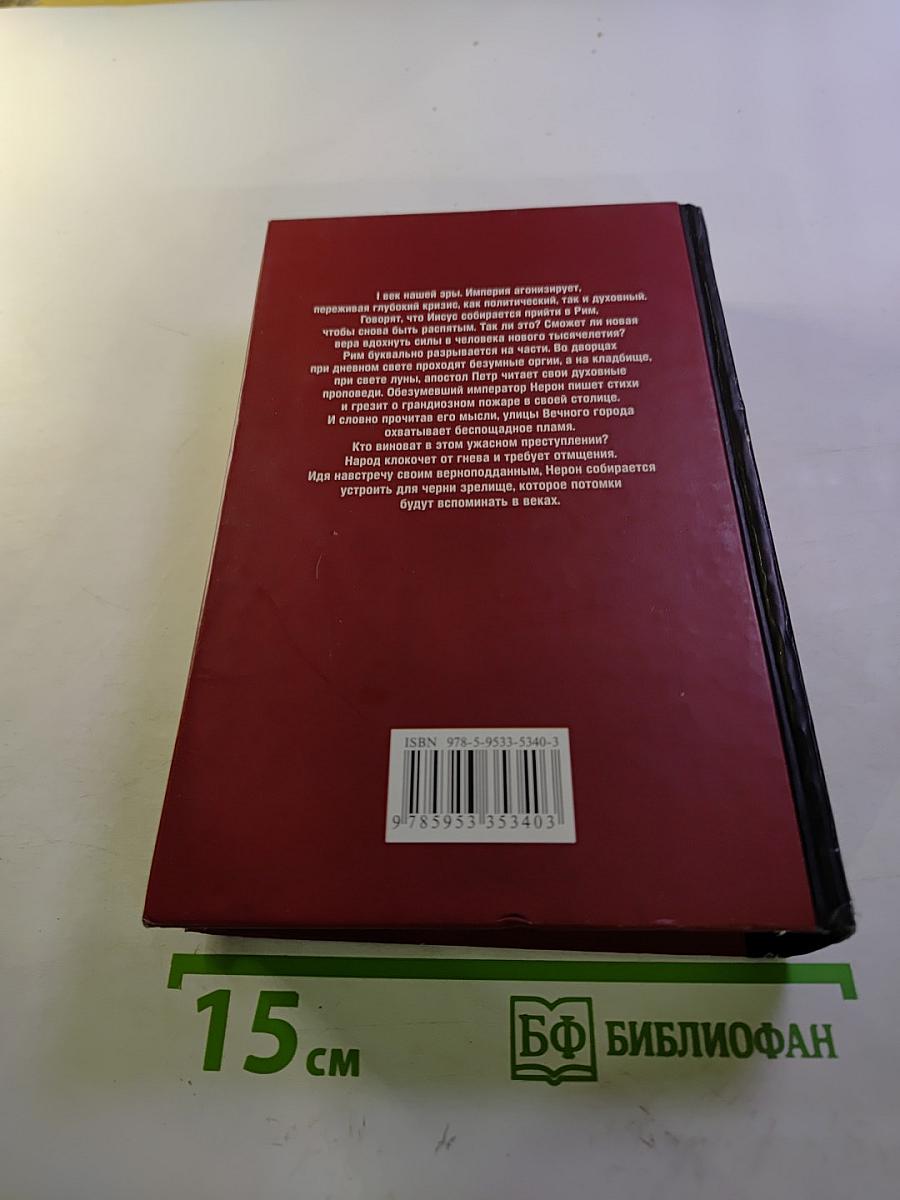 I век нашей эры. Империя агонизирует,
переживая глубокий кризис, как политический, так и духовный.
Говорят, что Иисус собирается прийти в Рим,
чтобы снова быть распятым. Так ли это? Сможет ли новая
вера вдохнуть силы в человека нового тысячелетия?
Рим буквально разрывается на части. Во дворцах
при дневном свете проходят безумные оргии, а на кладбище,
при свете луны, апостол Петр читает свои духовные
проповеди. Обезумевший император Нерон пишет стихи
и грезит о грандиозном пожаре в своей столице.
И словно прочитав его мысли, улицы Вечного города
охватывает беспощадное пламя.
Кто виноват в этом ужасном преступлении?
Народ клокочет от гнева и требует отмщения.
Идя навстречу своим верноподданным, Нерон собирается
устроить для черни зрелище, которое потомки
будут вспоминать в веках.
ISBN 978-5-9533-5340-3
9 785953 353403
15 см
БФ БИБЛИОФАН